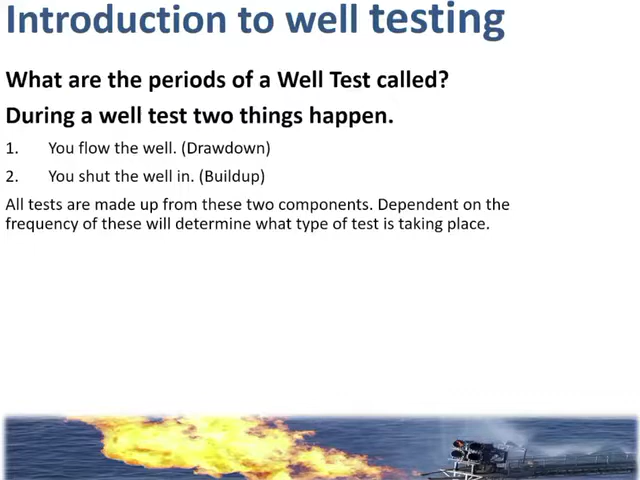 Introduction to well testing
What are the periods of a Well Test called?
During a well test two things happen.
1. You flow the well. (Drawdown)
2. You shut the well in. (Buildup)
All tests are made up from these two components. Dependent on the
frequency of these will determine what type of test is taking place.